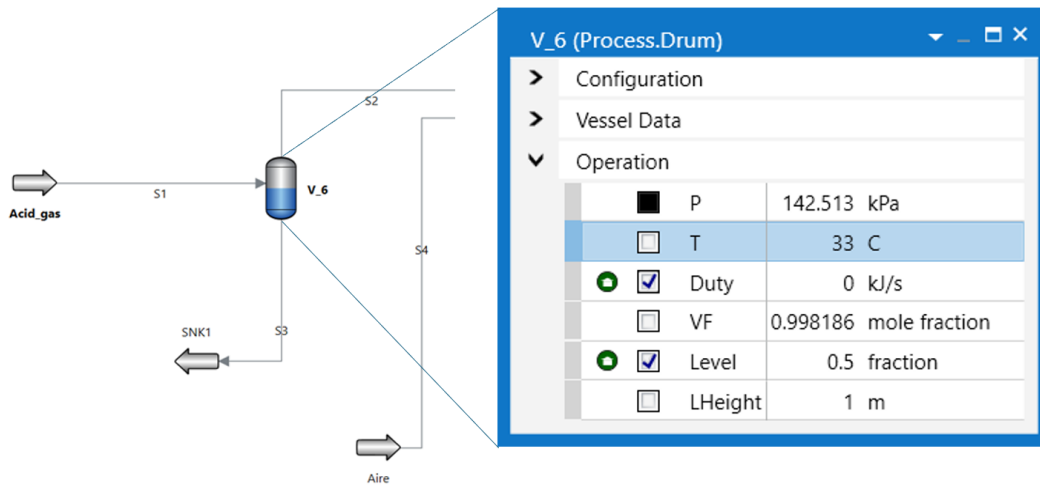 V_6 (Process.Drum)
Configuration
Vessel Data
Operation
P 142.513 kPa
T 33 C
Duty 0 kJ/s
VF 0.998186 mole fraction
Level 0.5 fraction
LHeight 1 m
S2
S1
V_6
Acid_gas
S4
SNK1
S3
Aire